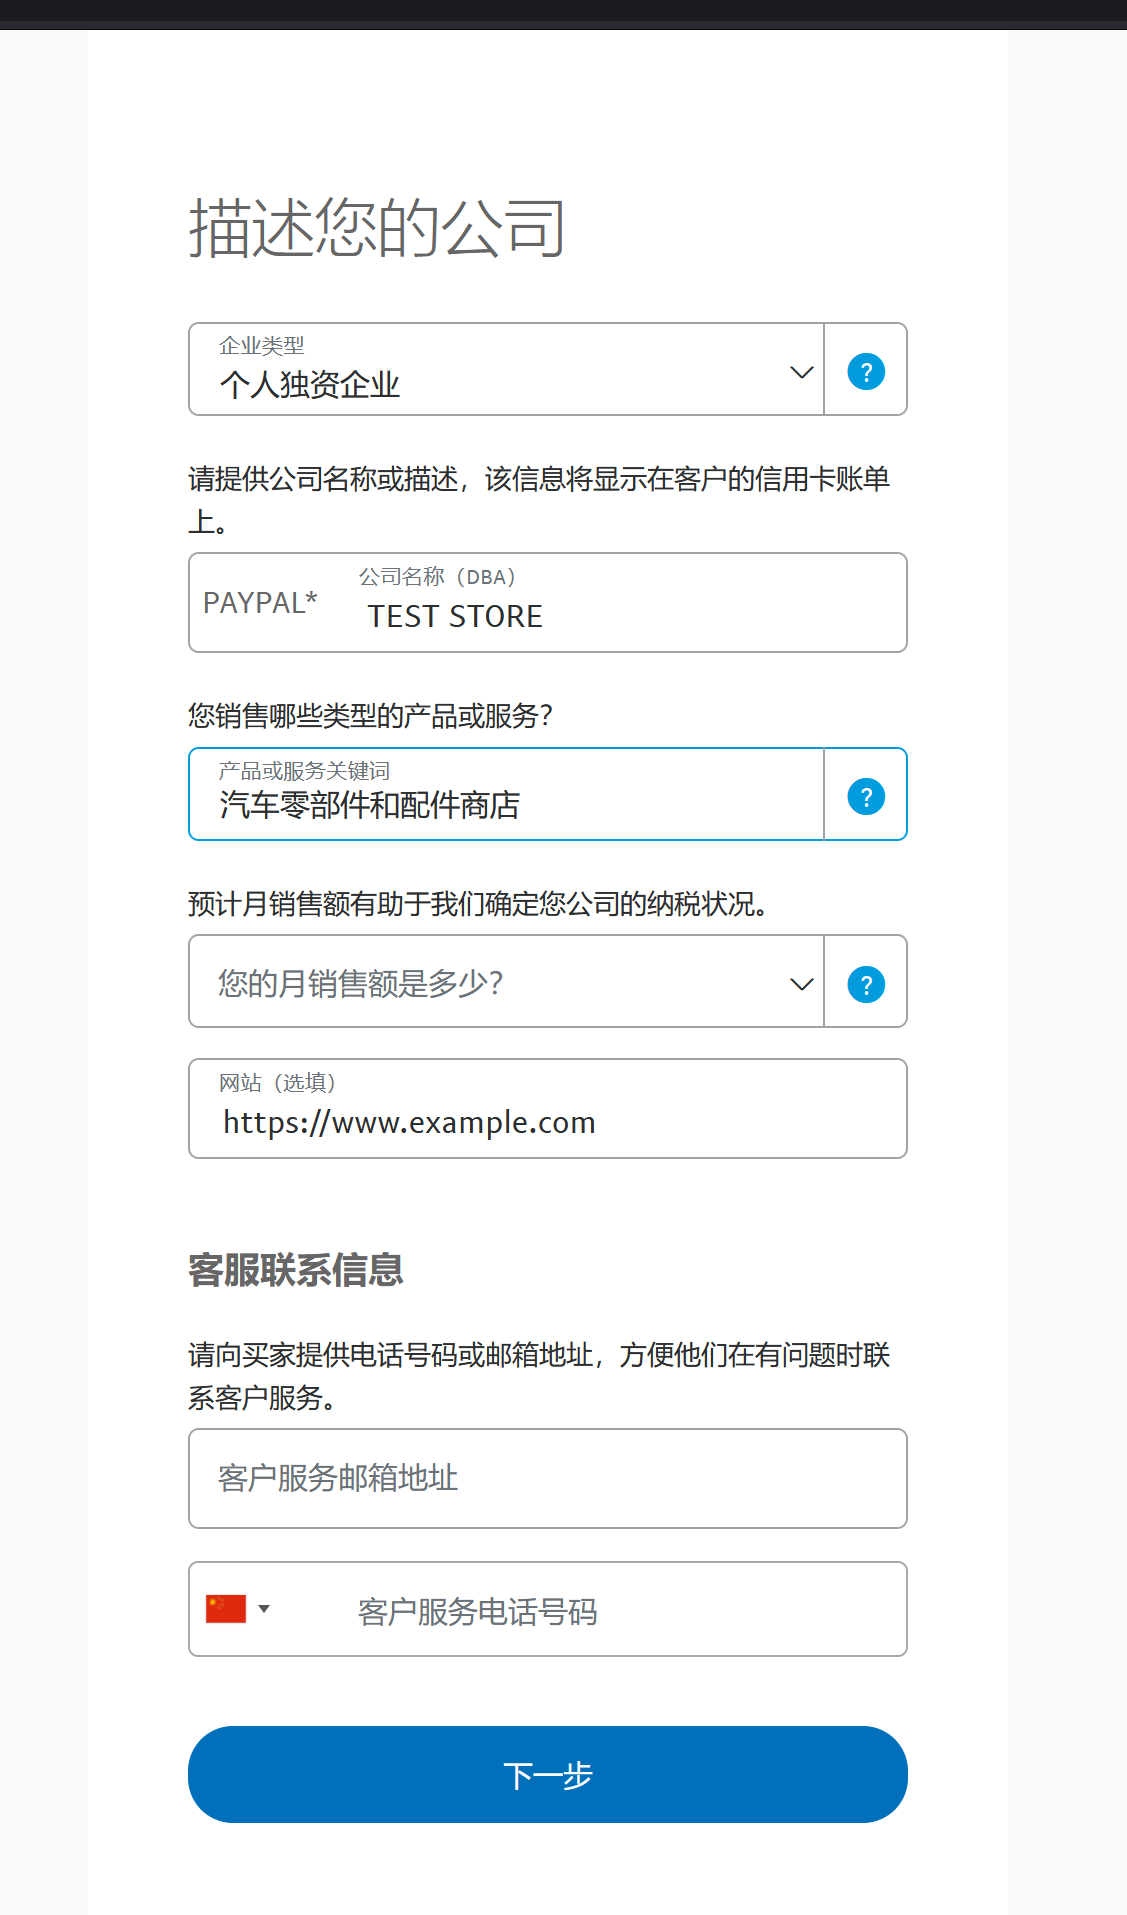 描述您的公司
企业类型
个人独资企业
?
请提供公司名称或描述，该信息将显示在客户的信用卡账单
上。
公司名称（DBA）
PAYPAL*
TEST STORE
您销售哪些类型的产品或服务？
产品或服务关键词
汽车零部件和配件商店
?
预计月销售额有助于我们确定您公司的纳税状况。
您的月销售额是多少？
?
网站（选填）
https://www.example.com
客服联系信息
请向买家提供电话号码或邮箱地址，方便他们在有问题时联
系客户服务。
客户服务邮箱地址
客户服务电话号码
下一步